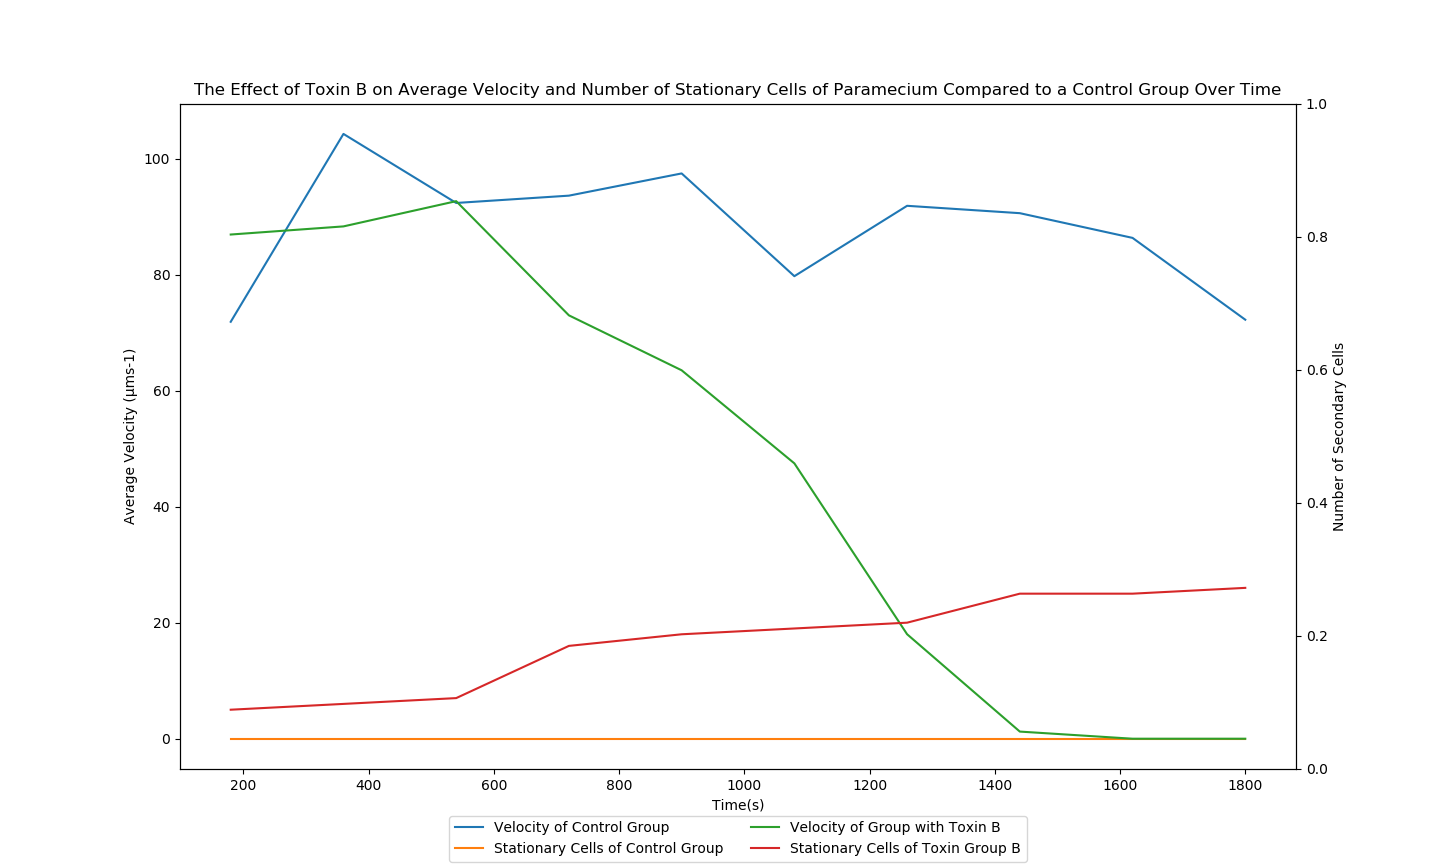 The Effect of Toxin B on Average Velocity and Number of Stationary Cells of Paramecium Compared to a Control Group Over Time
100
80
60
40
20
0
Average Velocity (μms-1)
1.0
0.8
0.6
0.4
0.2
0.0
Number of Secondary Cells
200 400 600 800 1000 1200 1400 1600 1800
Time(s)
Velocity of Control Group
Stationary Cells of Control Group
Velocity of Group with Toxin B
Stationary Cells of Toxin Group B